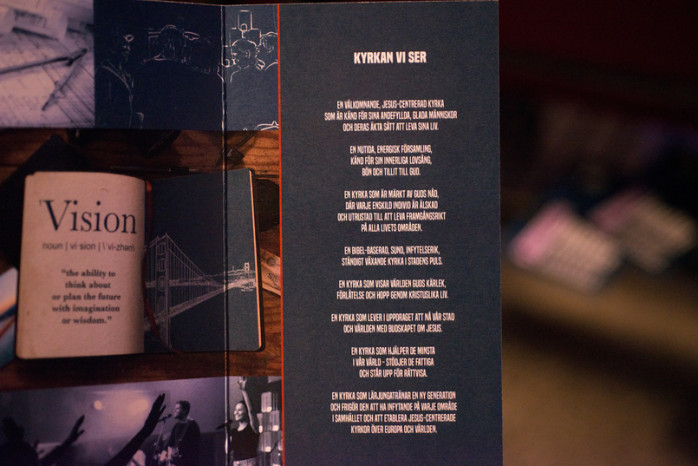 Vision
noun | vi·sion | \ vi-zhən\
"the ability to
think about
or plan the future
with imagination
or wisdom."
KYRKAN VI SER
EN VÄLKOMNANDE, JESUS-CENTRERAD KYRKA
SOM ÄR KÄND FÖR SINA ANDEFYLLDA, GLADA MÄNNISKOR
OCH DERAS ÄKTA SÄTT ATT LEVA SINA LIV.
EN NUTIDA, ENERGISK FÖRSAMLING,
KÄND FÖR SIN INNERLIGA LOVSÅNG,
BÖN OCH TILLIT TILL GUD.
EN KYRKA SOM ÄR MÄRKT AV GUDS NÅD,
DÄR VARJE ENSKILD INDIVID ÄR ÄLSKAD
OCH UTRUSTAD TILL ATT LEVA FRAMGÅNGSRIKT
PÅ ALLA LIVETS OMRÅDEN.
EN BIBEL-BASERAD, SUND, INFYTELSERIK,
STÄNDIGT VÄXANDE KYRKA I STADENS PULS.
EN KYRKA SOM VISAR VÄRLDEN GUDS KÄRLEK,
FÖRLÅTELSE OCH HOPP GENOM KRISTUSLIKA LIV.
EN KYRKA SOM LEVER I UPPDRAGET ATT NÅ VÅR STAD
OCH VÄRLDEN MED BUDSKAPET OM JESUS.
EN KYRKA SOM HJÄLPER DE MINSTA
I VÅR VÄRLD - STÖDJER DE FATTIGA
OCH STÅR UPP FÖR RÄTTVISA.
EN KYRKA SOM LÄRJUNGATRÄNAR EN NY GENERATION
OCH FRIGÖR DEN ATT HA INFYTANDE PÅ VARJE OMRÅDE
I SAMHÄLLET OCH ATT ETABLERA JESUS-CENTRERADE
KYRKOR ÖVER EUROPA OCH VÄRLDEN.